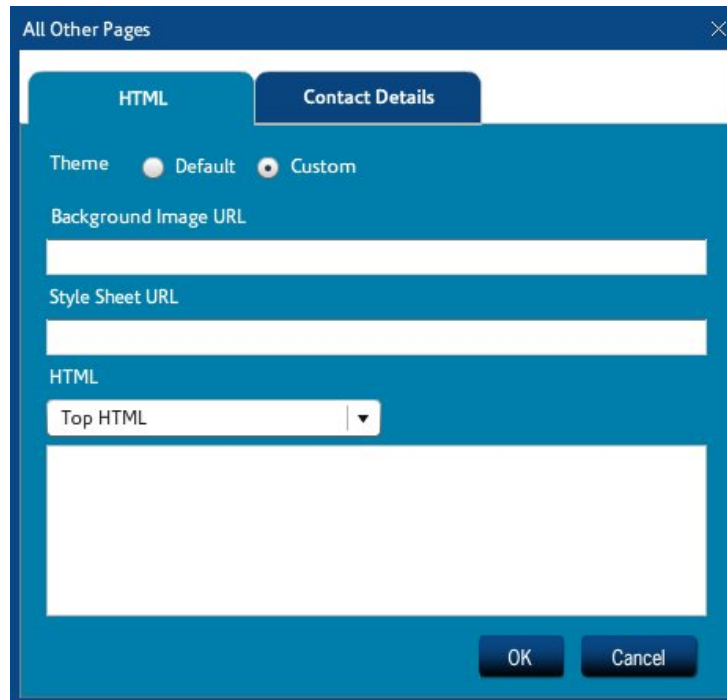 All Other Pages
HTML Contact Details
Theme Default Custom
Background Image URL
Style Sheet URL
HTML
Top HTML
OK Cancel